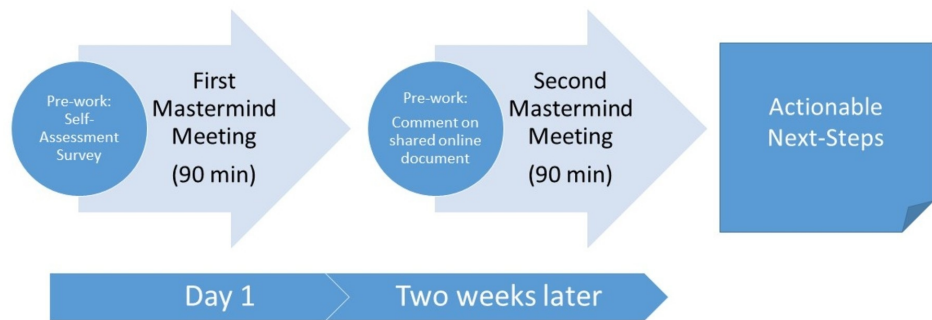 Pre-work:
Self-
Assessment
Survey
First
Mastermind
Meeting
(90 min)
Pre-work:
Comment on
shared online
document
Second
Mastermind
Meeting
(90 min)
Actionable
Next-Steps
Day 1
Two weeks later